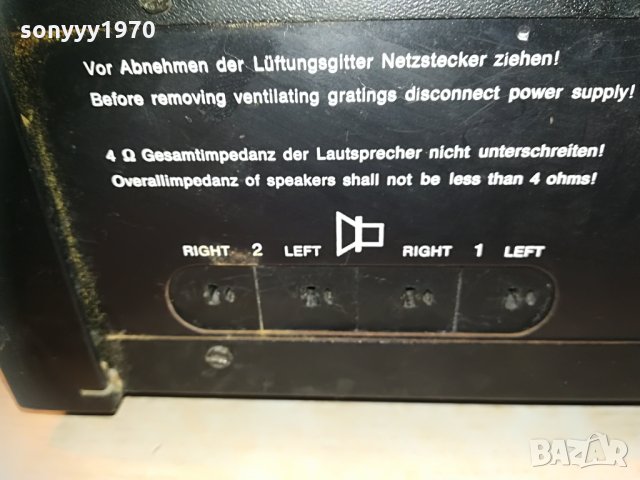 sonyyy1970
Vor Abnehmen der Lüftungsgitter Netzstecker ziehen!
Before removing ventilating gratings disconnect power supply!
4 Ω Gesamtimpedanz der Lautsprecher nicht unterschreiten!
Overallimpedanz of speakers shall not be less than 4 ohms!
RIGHT 2 LEFT RIGHT 1 LEFT
BAZAR